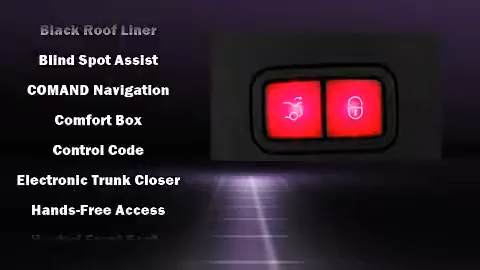 Black Roof Liner
Blind Spot Assist
COMAND Navigation
Comfort Box
Control Code
Electronic Trunk Closer
Hands-Free Access